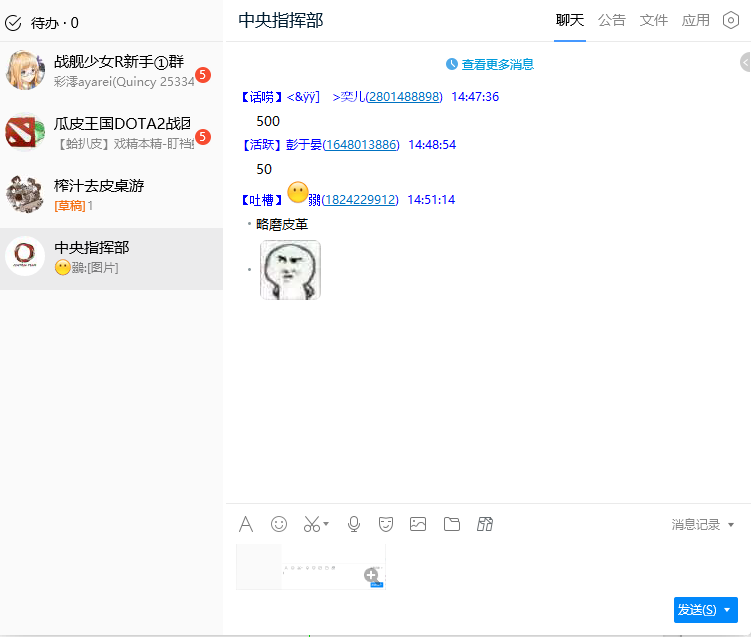 待办 · 0
战舰少女R新手①群
彩澪ayarei(Quincy 25334
5
瓜皮王国DOTA2战团
【蛤扒皮】戏精本精-盯裆
5
榨汁去皮桌游
[草稿]1
中央指挥部
鶸:[图片]
中央指挥部
聊天 公告 文件 应用
查看更多消息
【话唠】<&ÿÿ］ >奕儿(2801488898) 14:47:36
500
【活跃】彭于晏(1648013886) 14:48:54
50
【吐槽】鶸(1824229912) 14:51:14
略磨皮革
消息记录
发送(S)